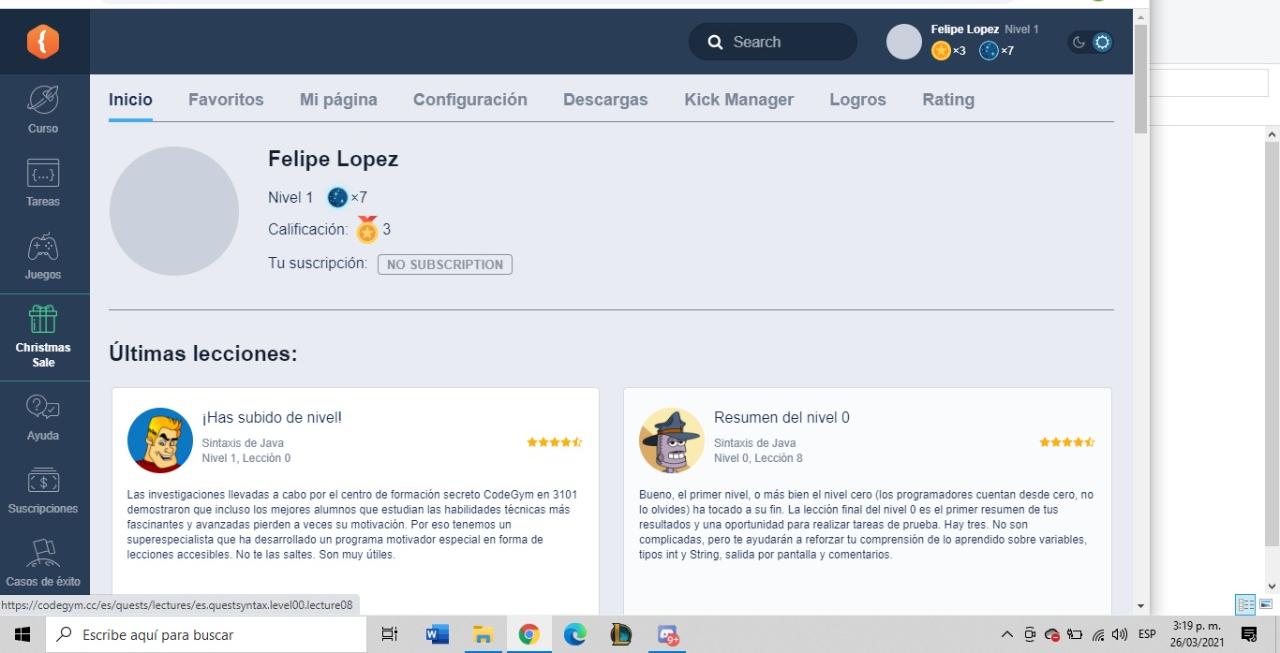 Search
Felipe Lopez Nivel 1
×3 ×7
{
Curso
{...}
Tareas
Juegos
Christmas
Sale
Ayuda
Suscripciones
Casos de éxito
Inicio Favoritos Mi página Configuración Descargas Kick Manager Logros Rating
Felipe Lopez
Nivel 1 ×7
Calificación: 3
Tu suscripción: NO SUBSCRIPTION
Últimas lecciones:
¡Has subido de nivel!
Sintaxis de Java
Nivel 1, Lección 0
Las investigaciones llevadas a cabo por el centro de formación secreto CodeGym en 3101
demostraron que incluso los mejores alumnos que estudian las habilidades técnicas más
fascinantes y avanzadas pierden a veces su motivación. Por eso tenemos un
superespecialista que ha desarrollado un programa motivador especial en forma de
lecciones accesibles. No te las saltes. Son muy útiles.
Resumen del nivel 0
Sintaxis de Java
Nivel 0, Lección 8
Bueno, el primer nivel, o más bien el nivel cero (los programadores cuentan desde cero, no
lo olvides) ha tocado a su fin. La lección final del nivel 0 es el primer resumen de tus
resultados y una oportunidad para realizar tareas de prueba. Hay tres. No son
complicadas, pero te ayudarán a reforzar tu comprensión de lo aprendido sobre variables,
tipos int y String, salida por pantalla y comentarios.
https://codegym.cc/es/quests/lectures/es.questsyntax.level00.lecture08
Escribe aquí para buscar
W
9+
ESP
3:19 p. m.
26/03/2021